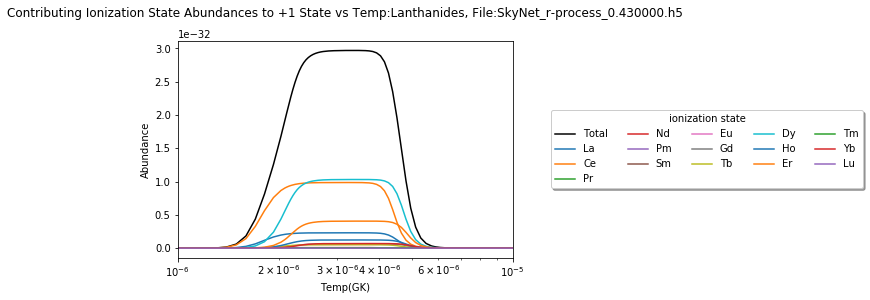 Contributing Ionization State Abundances to +1 State vs Temp:Lanthanides, File:SkyNet_r-process_0.430000.h5
1e−32
3.0
2.5
2.0
1.5
1.0
0.5
0.0
Abundance
10⁻⁶
2 × 10⁻⁶
3 × 10⁻⁶
4 × 10⁻⁶
6 × 10⁻⁶
10⁻⁵
Temp(GK)
ionization state
Total Nd Eu Dy Tm
La Pm Gd Ho Yb
Ce Sm Tb Er Lu
Pr